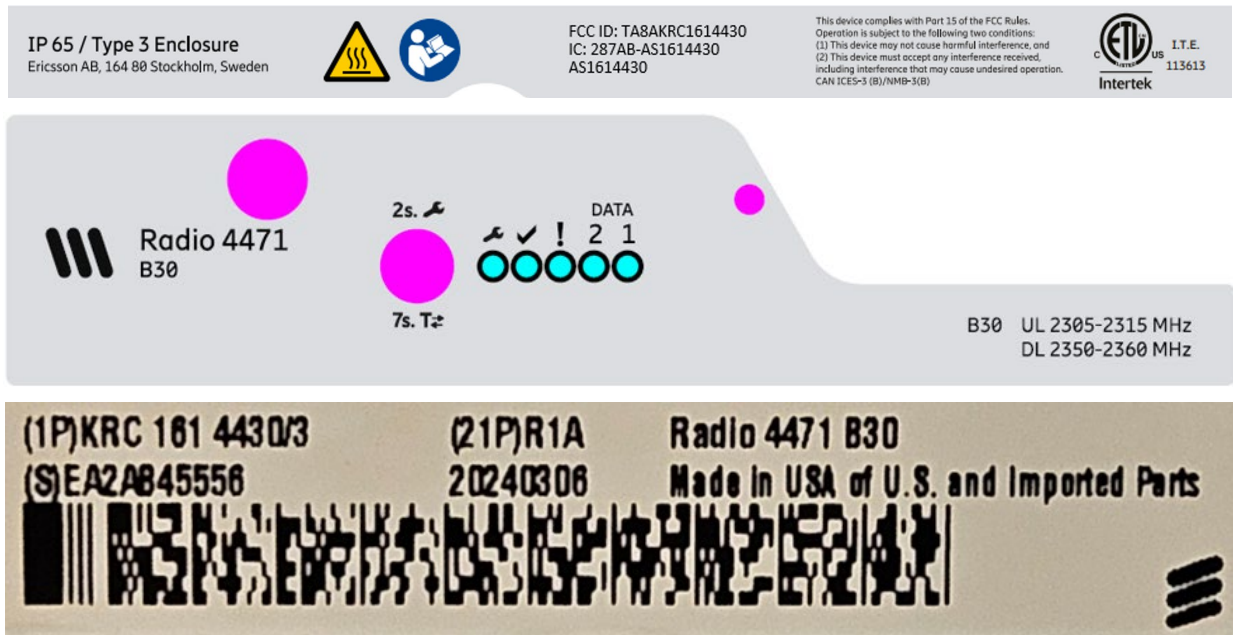 IP 65 / Type 3 Enclosure
Ericsson AB, 164 80 Stockholm, Sweden
FCC ID: TA8AKRC1614430
IC: 287AB-AS1614430
AS1614430
This device complies with Part 15 of the FCC Rules.
Operation is subject to the following two conditions:
(1) This device may not cause harmful interference, and
(2) This device must accept any interference received,
including interference that may cause undesired operation.
CAN ICES-3 (B)/NMB-3(B)
C ETL US
LISTED
Intertek
I.T.E.
113613
Radio 4471
B30
2s.
7s. T
DATA
! 2 1
B30 UL 2305-2315 MHz
DL 2350-2360 MHz
(1P)KRC 161 4430/3 (21P)R1A Radio 4471 B30
(S)EA2AB45556 20240306 Made in USA of U.S. and Imported Parts